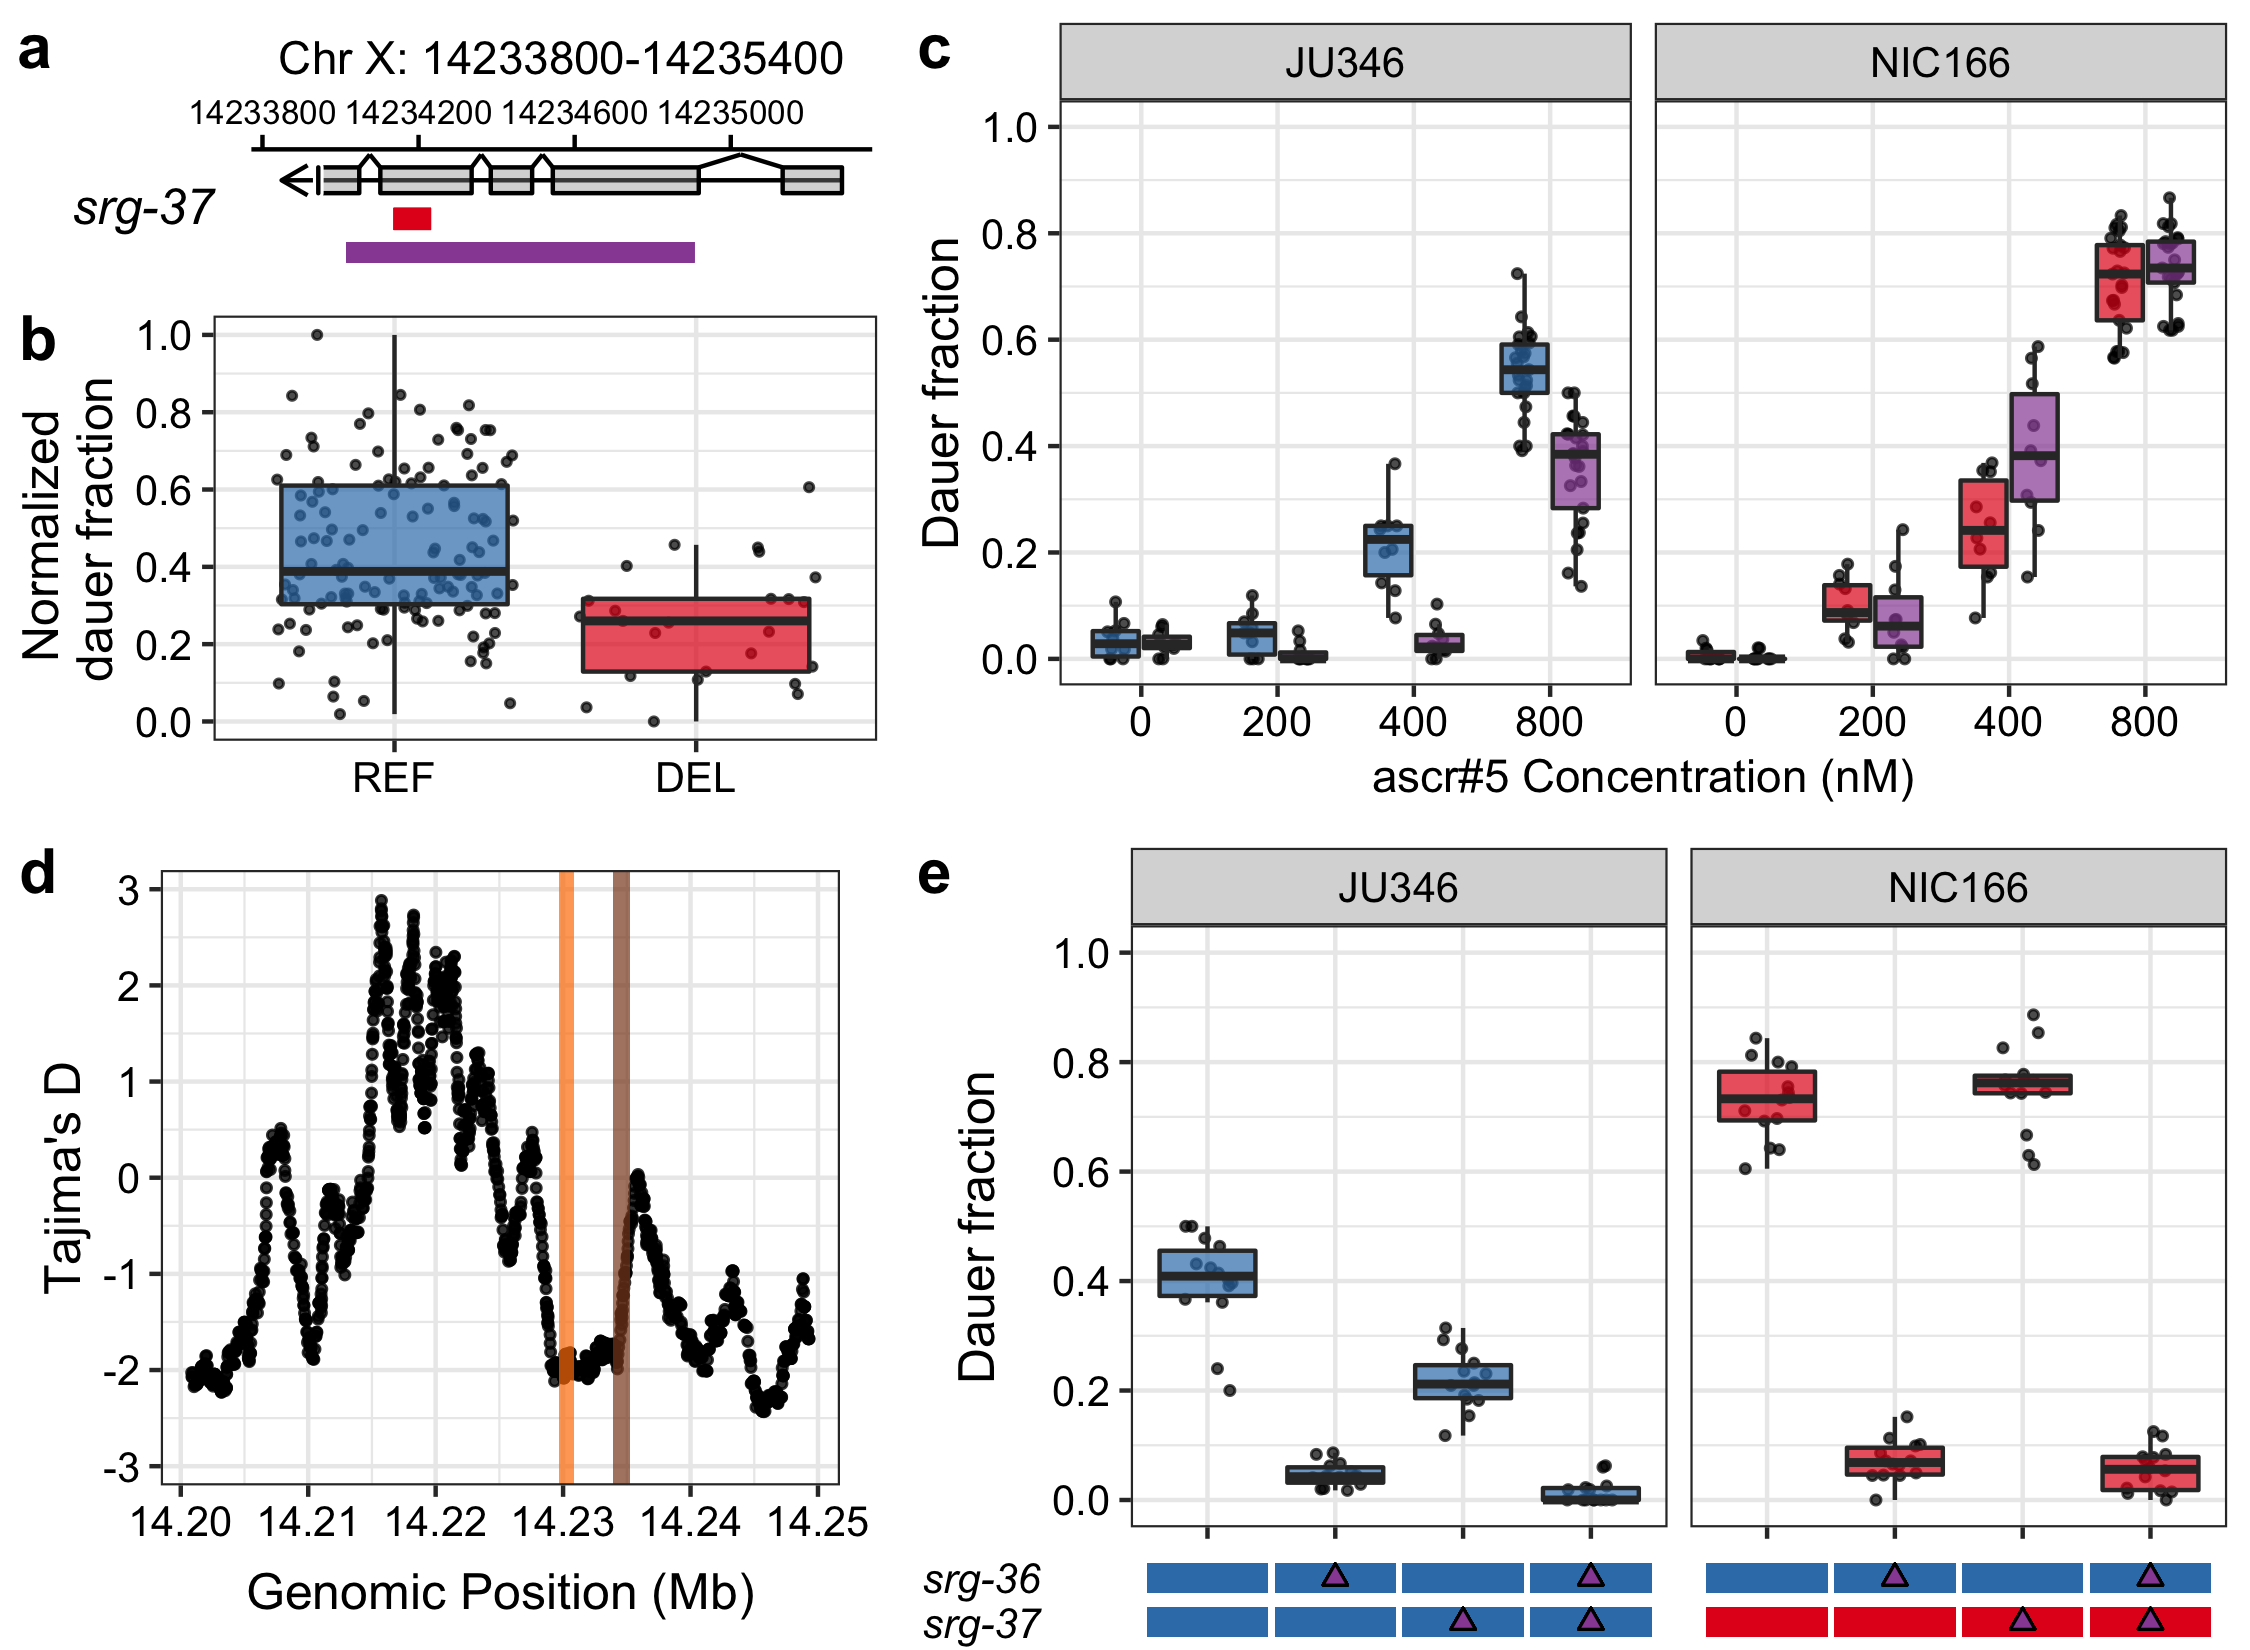 a
Chr X: 14233800-14235400
14233800 14234200 14234600 14235000
srg-37
b
Normalized
dauer fraction
1.0
0.8
0.6
0.4
0.2
0.0
REF DEL
c
JU346 NIC166
Dauer fraction
1.0
0.8
0.6
0.4
0.2
0.0
0 200 400 800 0 200 400 800
ascr#5 Concentration (nM)
d
Tajima's D
3
2
1
0
-1
-2
-3
14.20 14.21 14.22 14.23 14.24 14.25
Genomic Position (Mb)
e
JU346 NIC166
Dauer fraction
1.0
0.8
0.6
0.4
0.2
0.0
srg-36
srg-37